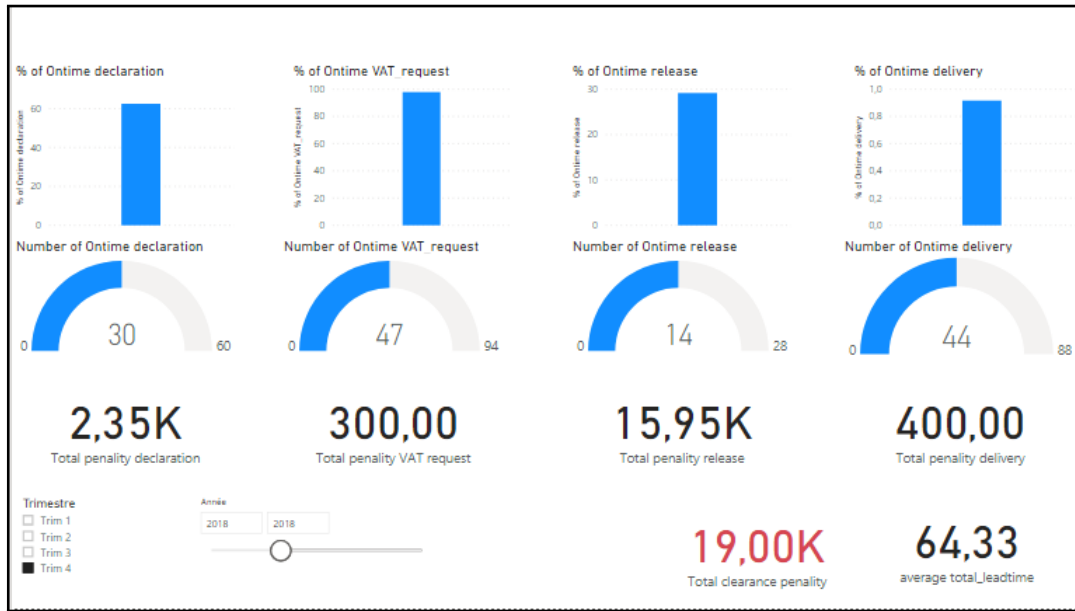 % of Ontime declaration
% of Ontime declaration
60
40
20
0
% of Ontime VAT_request
% of Ontime VAT_request
100
80
60
40
20
0
% of Ontime release
% of Ontime release
30
20
10
0
% of Ontime delivery
% of Ontime delivery
1,0
0,8
0,6
0,4
0,2
0,0
Number of Ontime declaration
30
0
60
Number of Ontime VAT_request
47
0
94
Number of Ontime release
14
0
28
Number of Ontime delivery
44
0
88
2,35K
Total penality declaration
300,00
Total penality VAT request
15,95K
Total penality release
400,00
Total penality delivery
Trimestre
Trim 1
Trim 2
Trim 3
Trim 4
Année
2018
2018
19,00K
Total clearance penality
64,33
average total_leadtime